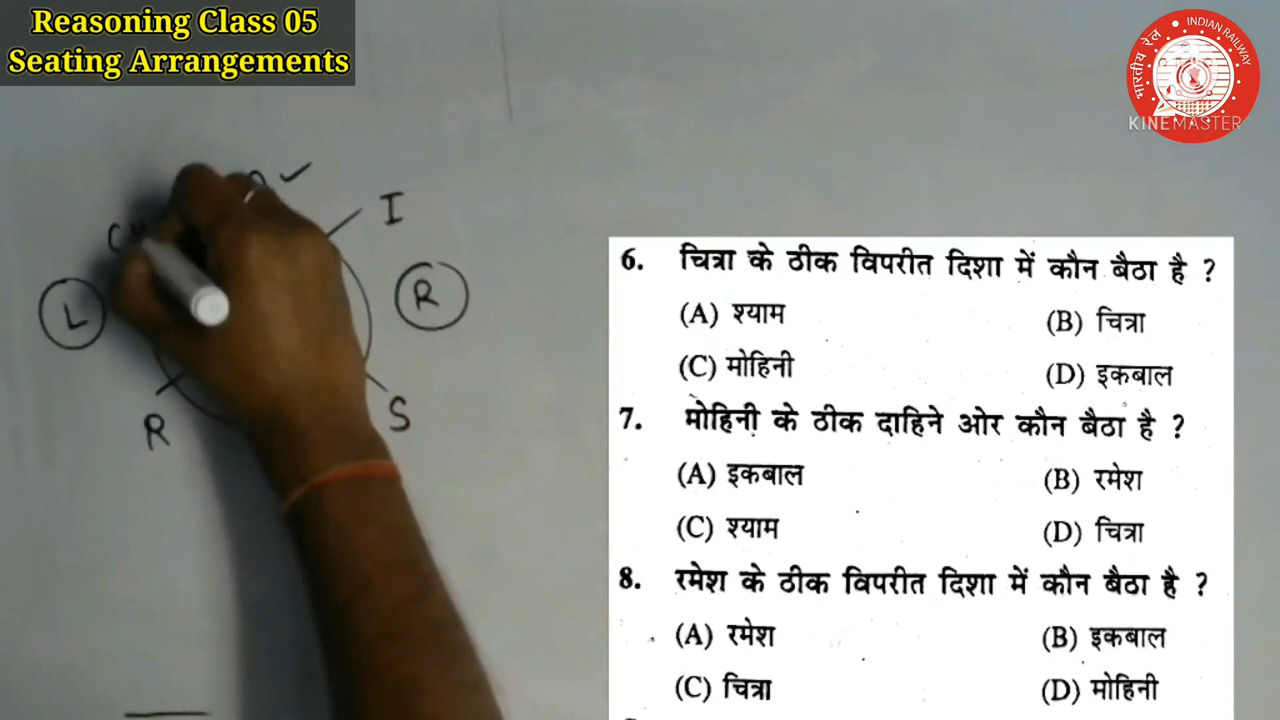 Reasoning Class 05
Seating Arrangements
भारतीय रेल INDIAN RAILWAY
KINEMASTER
I
L
R
R
S
6. चित्रा के ठीक विपरीत दिशा में कौन बैठा है ?
(A) श्याम (B) चित्रा
(C) मोहिनी (D) इकबाल
7. मोहिनी के ठीक दाहिने ओर कौन बैठा है ?
(A) इकबाल (B) रमेश
(C) श्याम (D) चित्रा
8. रमेश के ठीक विपरीत दिशा में कौन बैठा है ?
(A) रमेश (B) इकबाल
(C) चित्रा (D) मोहिनी